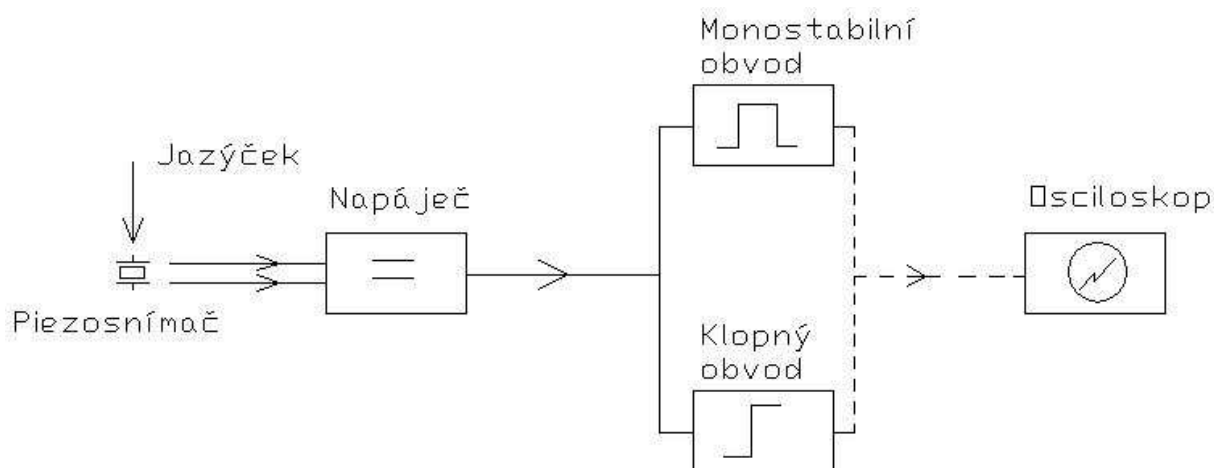 Monostabilní
obvod
Jazýček
Napáječ
Osciloskop
Piezosnímač
Klopný
obvod